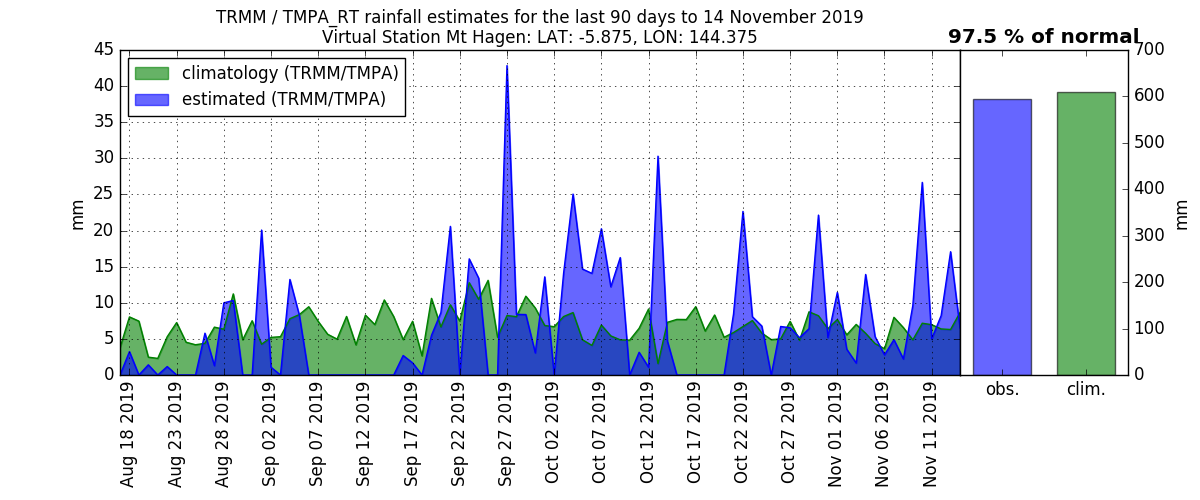 TRMM / TMPA_RT rainfall estimates for the last 90 days to 14 November 2019
Virtual Station Mt Hagen: LAT: -5.875, LON: 144.375
97.5 % of normal
climatology (TRMM/TMPA)
estimated (TRMM/TMPA)
45
40
35
30
25
20
15
10
5
0
mm
700
600
500
400
300
200
100
0
mm
obs.
clim.
Aug 18 2019
Aug 23 2019
Aug 28 2019
Sep 02 2019
Sep 07 2019
Sep 12 2019
Sep 17 2019
Sep 22 2019
Sep 27 2019
Oct 02 2019
Oct 07 2019
Oct 12 2019
Oct 17 2019
Oct 22 2019
Oct 27 2019
Nov 01 2019
Nov 06 2019
Nov 11 2019